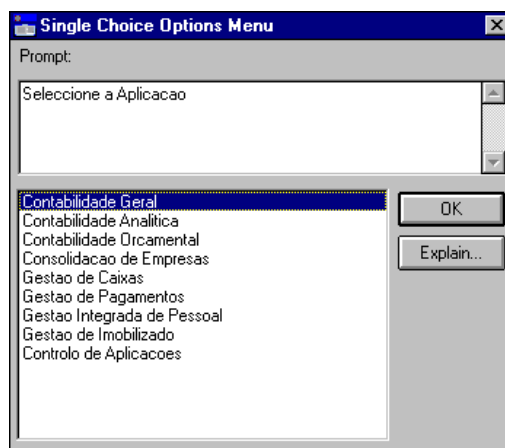 Single Choice Options Menu
Prompt:
Seleccione a Aplicacao
Contabilidade Geral
Contabilidade Analitica
Contabilidade Orcamental
Consolidacao de Empresas
Gestao de Caixas
Gestao de Pagamentos
Gestao Integrada de Pessoal
Gestao de Imobilizado
Controlo de Aplicacoes
OK
Explain...